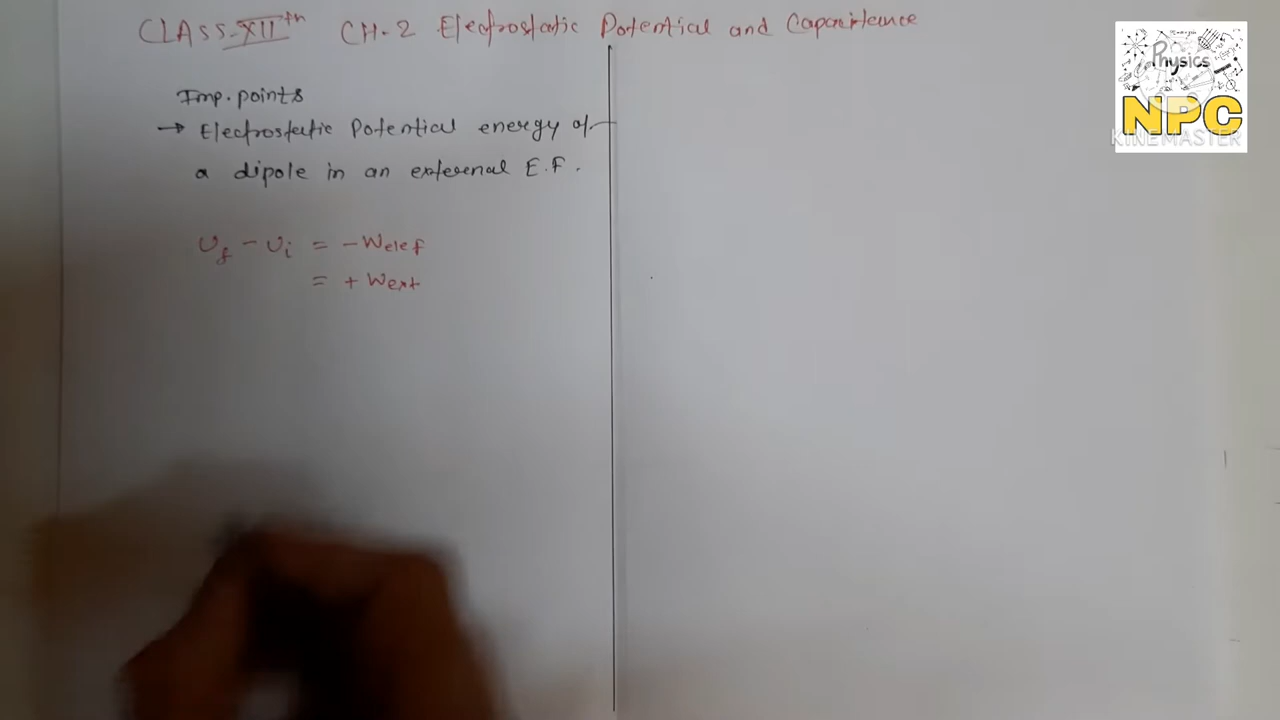 CLASS-XIIth CH-2 Electrostatic Potential and Capacitance
Imp. points
→ Electrostatic Potential energy of
a dipole in an external E.F.
Uf - Ui = -Welef
= + Wext
Physics
NPC
KINEMASTER